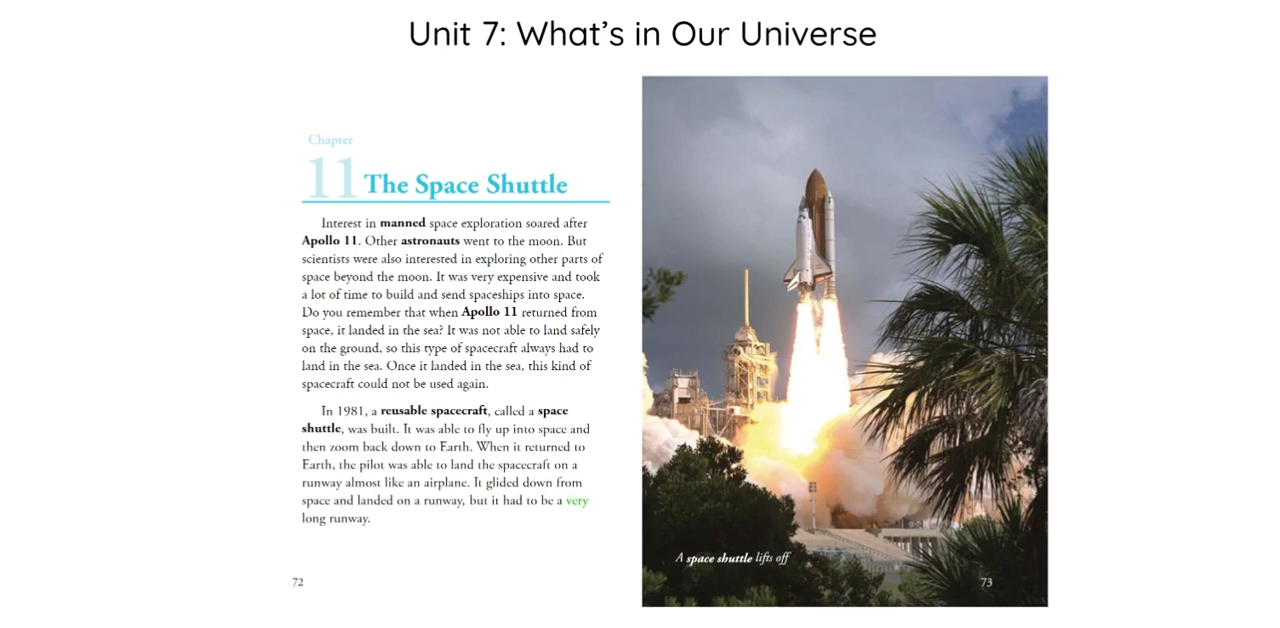 Unit 7: What’s in Our Universe
Chapter
11 The Space Shuttle
Interest in manned space exploration soared after
Apollo 11. Other astronauts went to the moon. But
scientists were also interested in exploring other parts of
space beyond the moon. It was very expensive and took
a lot of time to build and send spaceships into space.
Do you remember that when Apollo 11 returned from
space, it landed in the sea? It was not able to land safely
on the ground, so this type of spacecraft always had to
land in the sea. Once it landed in the sea, this kind of
spacecraft could not be used again.
In 1981, a reusable spacecraft, called a space
shuttle, was built. It was able to fly up into space and
then zoom back down to Earth. When it returned to
Earth, the pilot was able to land the spacecraft on a
runway almost like an airplane. It glided down from
space and landed on a runway, but it had to be a very
long runway.
72
A space shuttle lifts off
73